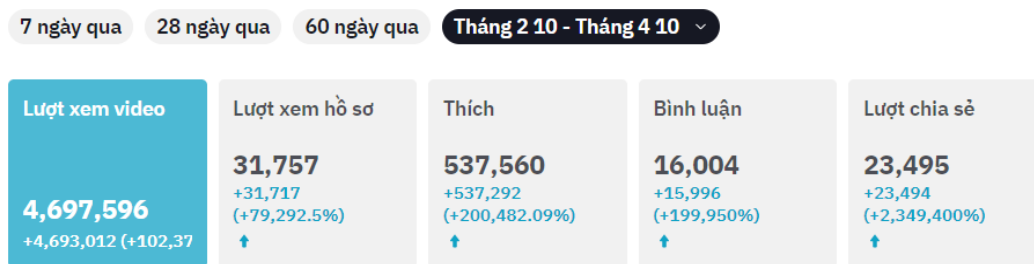 7 ngày qua
28 ngày qua
60 ngày qua
Tháng 2 10 - Tháng 4 10
Lượt xem video
4,697,596
+4,693,012 (+102,37
Lượt xem hồ sơ
31,757
+31,717
(+79,292.5%)
Thích
537,560
+537,292
(+200,482.09%)
Bình luận
16,004
+15,996
(+199,950%)
Lượt chia sẻ
23,495
+23,494
(+2,349,400%)